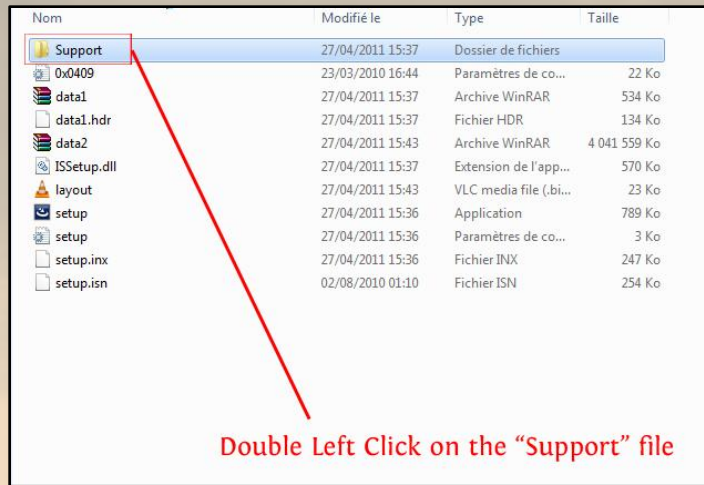 Nom Modifié le Type Taille
Support 27/04/2011 15:37 Dossier de fichiers
0x0409 23/03/2010 16:44 Paramètres de co... 22 Ko
data1 27/04/2011 15:37 Archive WinRAR 534 Ko
data1.hdr 27/04/2011 15:37 Fichier HDR 134 Ko
data2 27/04/2011 15:43 Archive WinRAR 4 041 559 Ko
ISSetup.dll 27/04/2011 15:37 Extension de l'app... 570 Ko
layout 27/04/2011 15:43 VLC media file (.bi... 23 Ko
setup 27/04/2011 15:36 Application 789 Ko
setup 27/04/2011 15:36 Paramètres de co... 3 Ko
setup.inx 27/04/2011 15:36 Fichier INX 247 Ko
setup.isn 02/08/2010 01:10 Fichier ISN 254 Ko
Double Left Click on the “Support” file